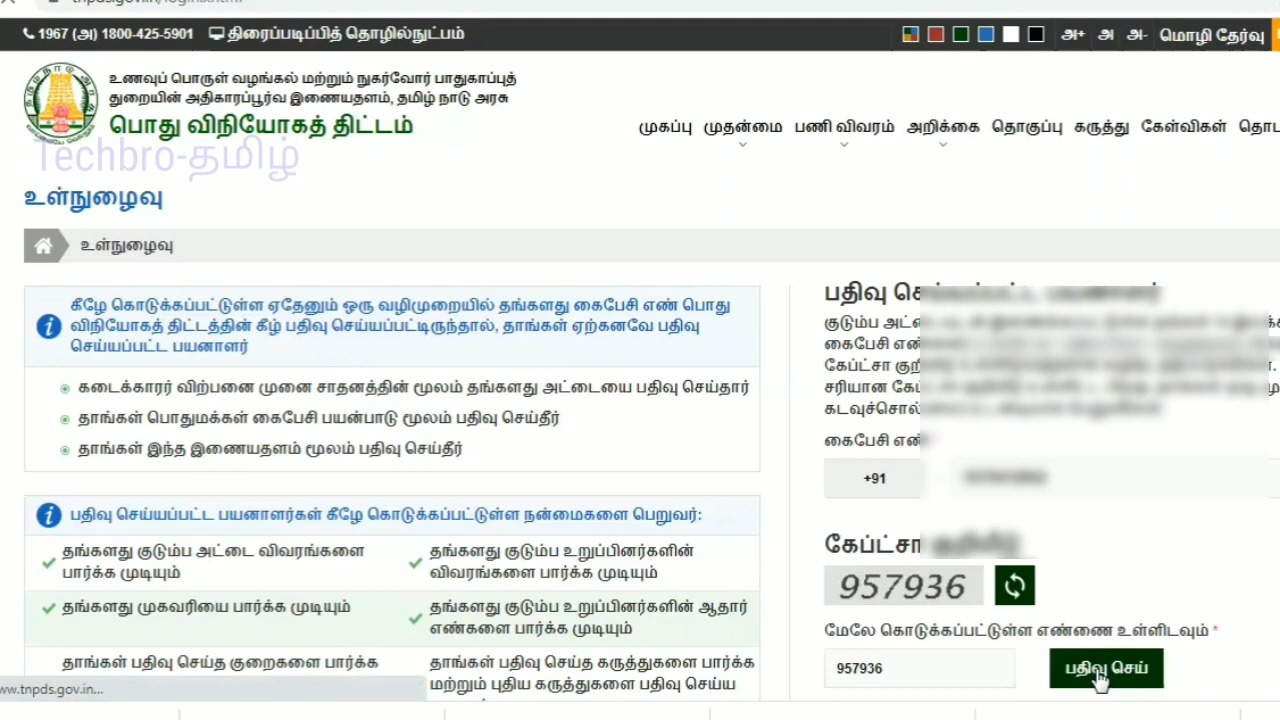 1967 (அ) 1800-425-5901 திரைப்படிப்பித் தொழில்நுட்பம் அ+ அ அ- மொழி தேர்வு
உணவுப் பொருள் வழங்கல் மற்றும் நுகர்வோர் பாதுகாப்புத்
துறையின் அதிகாரப்பூர்வ இணையதளம், தமிழ் நாடு அரசு
பொது விநியோகத் திட்டம்
முகப்பு முதன்மை பணி விவரம் அறிக்கை தொகுப்பு கருத்து கேள்விகள்
Techbro-தமிழ்
உள்நுழைவு
உள்நுழைவு
கீழே கொடுக்கப்பட்டுள்ள ஏதேனும் ஒரு வழிமுறையில் தங்களது கைபேசி எண் பொது
விநியோகத் திட்டத்தின் கீழ் பதிவு செய்யப்பட்டிருந்தால், தாங்கள் ஏற்கனவே பதிவு
செய்யப்பட்ட பயனாளர்
கடைக்காரர் விற்பனை முனை சாதனத்தின் மூலம் தங்களது அட்டையை பதிவு செய்தார்
தாங்கள் பொதுமக்கள் கைபேசி பயன்பாடு மூலம் பதிவு செய்தீர்
தாங்கள் இந்த இணையதளம் மூலம் பதிவு செய்தீர்
பதிவு செய்யப்பட்ட பயனாளர்கள் கீழே கொடுக்கப்பட்டுள்ள நன்மைகளை பெறுவர்:
தங்களது குடும்ப அட்டை விவரங்களை
பார்க்க முடியும்
தங்களது குடும்ப உறுப்பினர்களின்
விவரங்களை பார்க்க முடியும்
தங்களது முகவரியை பார்க்க முடியும்
தங்களது குடும்ப உறுப்பினர்களின் ஆதார்
எண்களை பார்க்க முடியும்
தாங்கள் பதிவு செய்த குறைகளை பார்க்க
தாங்கள் பதிவு செய்த கருத்துகளை பார்க்க
மற்றும் புதிய கருத்துகளை பதிவு செய்ய
பதிவு
குடும்ப
கைபேசி
கேப்ட்சா
சரியான
கைபேசி எண்
+91
கேப்ட்சா
957936
மேலே கொடுக்கப்பட்டுள்ள எண்ணை உள்ளிடவும் *
957936 பதிவு செய்
www.tnpds.gov.in...